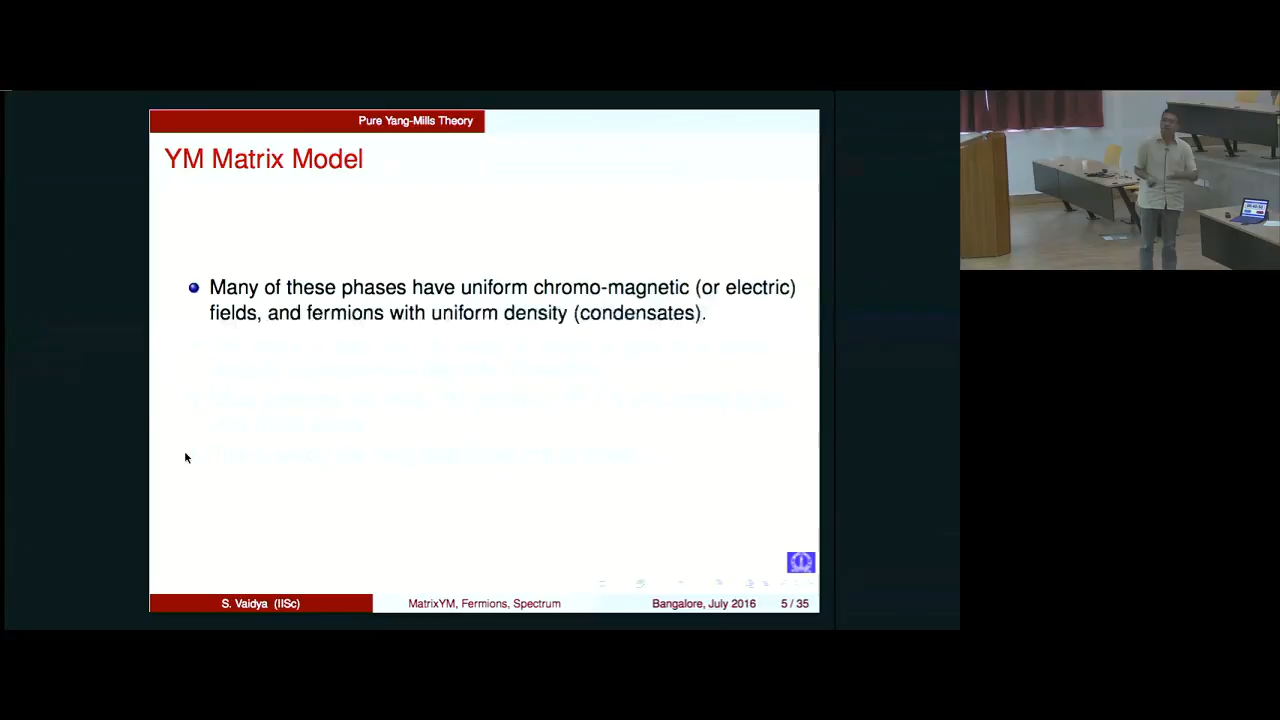 Pure Yang-Mills Theory
YM Matrix Model
Many of these phases have uniform chromo-magnetic (or electric)
fields, and fermions with uniform density (condensates).
S. Vaidya (IISc)
MatrixYM, Fermions, Spectrum
Bangalore, July 2016
5 / 35